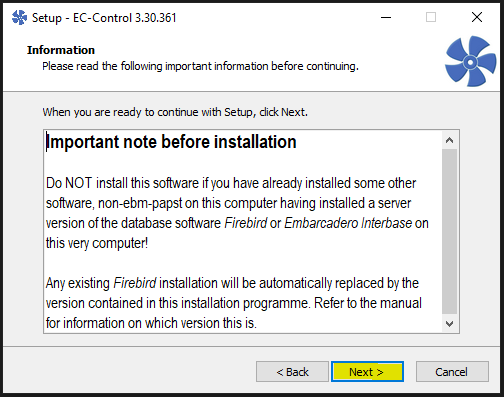 Setup - EC-Control 3.30.361
Information
Please read the following important information before continuing.
When you are ready to continue with Setup, click Next.
Important note before installation
Do NOT install this software if you have already installed some other
software, non-ebm-papst on this computer having installed a server
version of the database software Firebird or Embarcadero Interbase on
this very computer!
Any existing Firebird installation will be automatically replaced by the
version contained in this installation programme. Refer to the manual
for information on which version this is.
< Back
Next >
Cancel